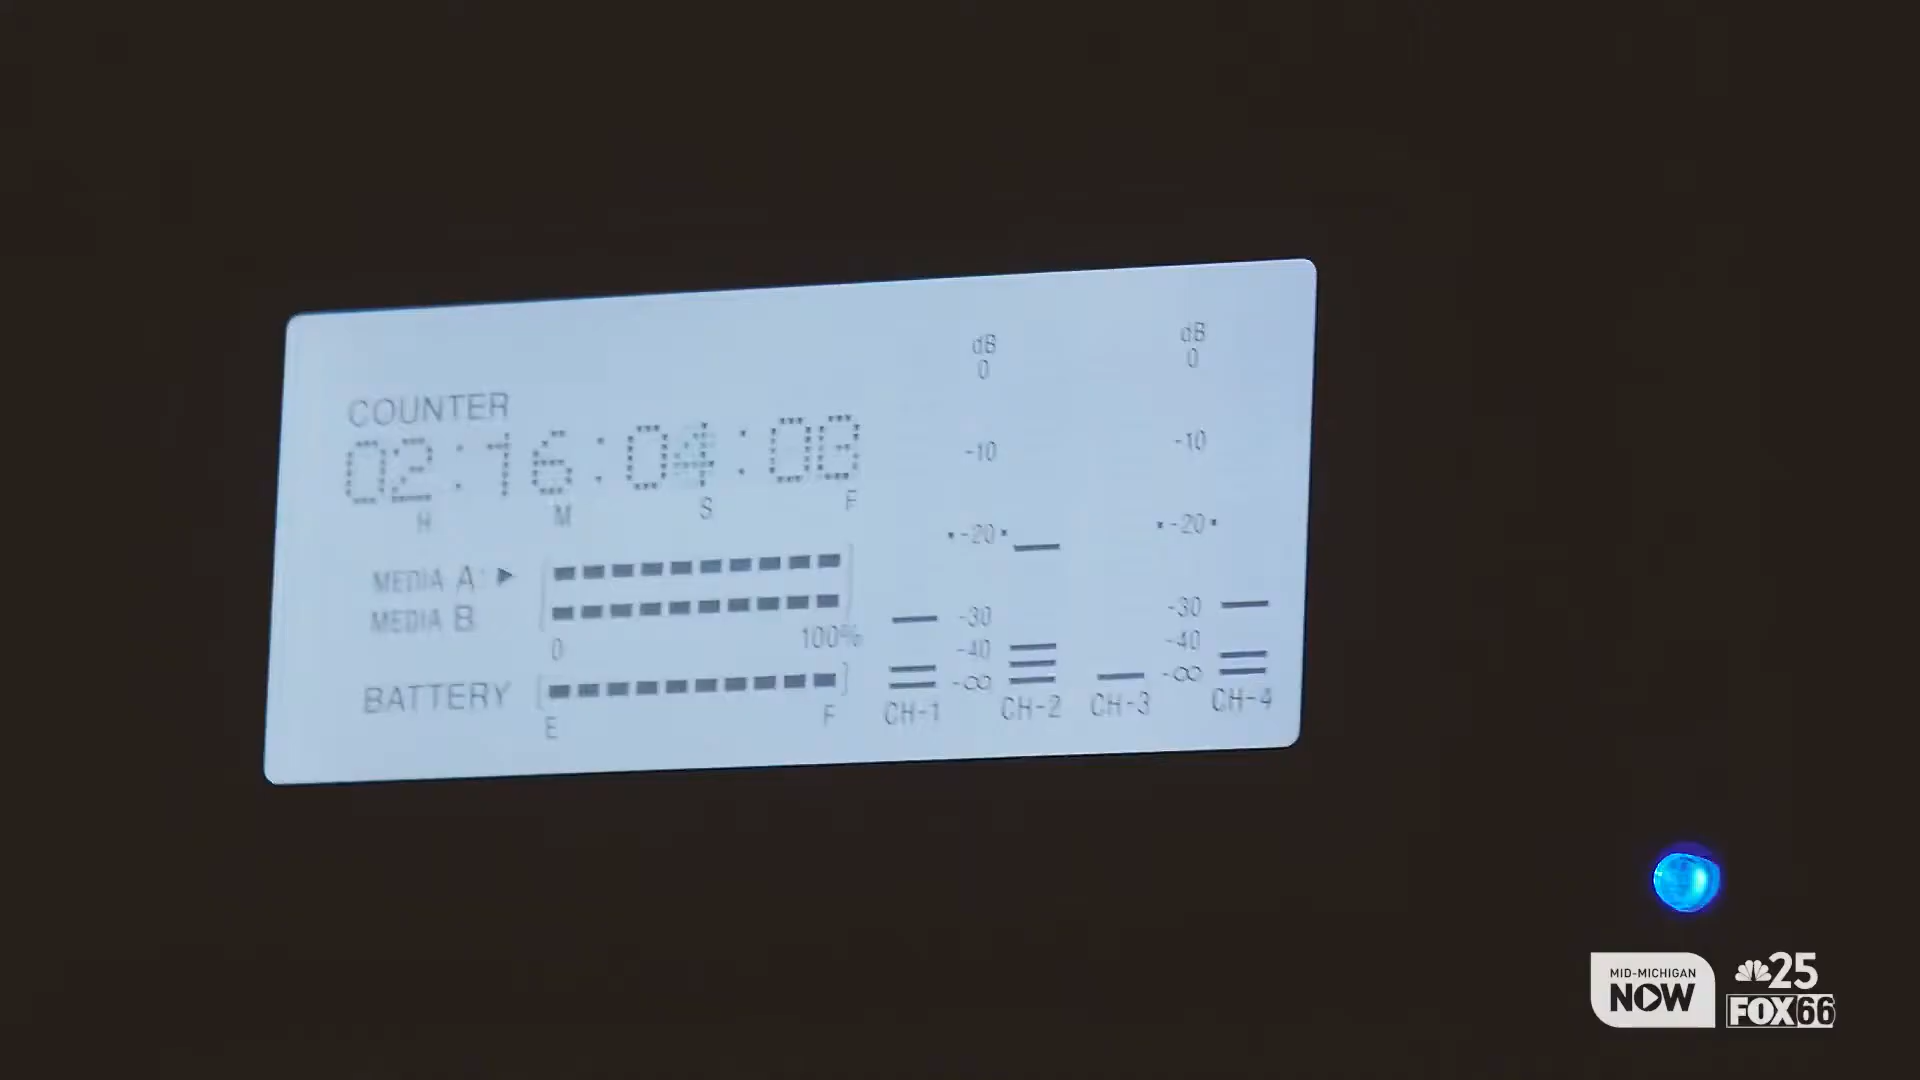 COUNTER
02:16:04:08
H M S F
MEDIA A: ▶
MEDIA B
0 100%
BATTERY
E F
dB
0
-10
-20
-30
-40
-∞
CH-1 CH-2
dB
0
-10
-20
-30
-40
-∞
CH-3 CH-4
MID-MICHIGAN
NOW
25
FOX66